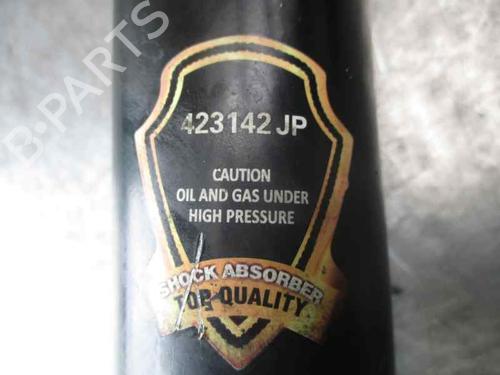 B-PARTS
423142 JP
CAUTION
OIL AND GAS UNDER
HIGH PRESSURE
SHOCK ABSORBER
TOP QUALITY